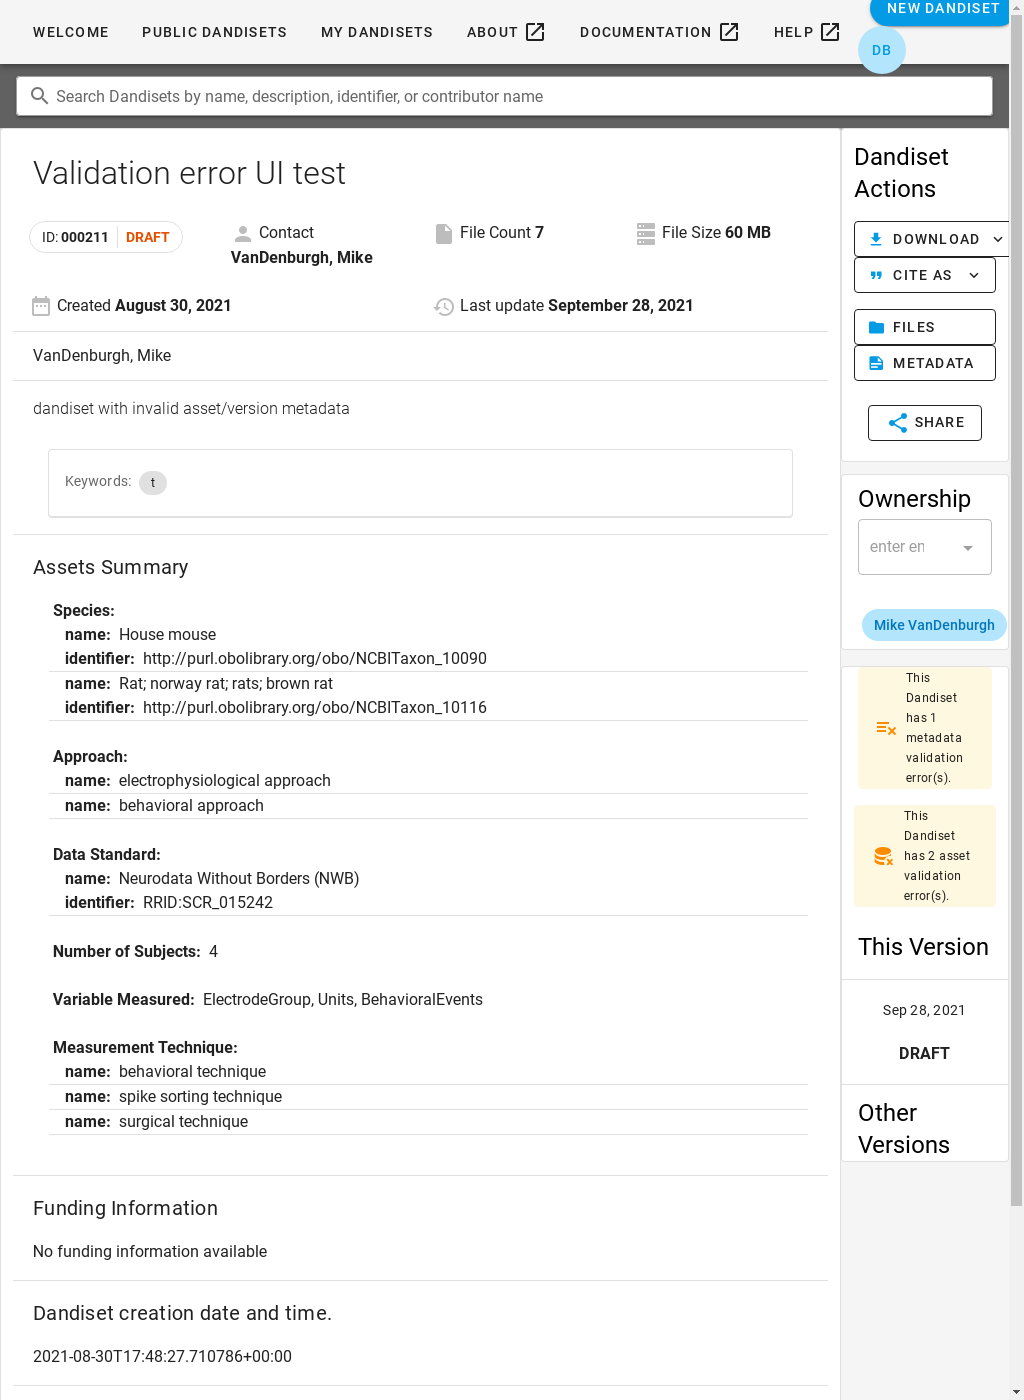 WELCOME PUBLIC DANDISETS MY DANDISETS ABOUT DOCUMENTATION HELP NEW DANDISET
DB
Search Dandisets by name, description, identifier, or contributor name
Validation error UI test
ID: 000211 DRAFT
Contact
VanDenburgh, Mike
File Count 7
File Size 60 MB
Created August 30, 2021
Last update September 28, 2021
VanDenburgh, Mike
dandiset with invalid asset/version metadata
Keywords: t
Assets Summary
Species:
name: House mouse
identifier: http://purl.obolibrary.org/obo/NCBITaxon_10090
name: Rat; norway rat; rats; brown rat
identifier: http://purl.obolibrary.org/obo/NCBITaxon_10116
Approach:
name: electrophysiological approach
name: behavioral approach
Data Standard:
name: Neurodata Without Borders (NWB)
identifier: RRID:SCR_015242
Number of Subjects: 4
Variable Measured: ElectrodeGroup, Units, BehavioralEvents
Measurement Technique:
name: behavioral technique
name: spike sorting technique
name: surgical technique
Funding Information
No funding information available
Dandiset creation date and time.
2021-08-30T17:48:27.710786+00:00
Dandiset
Actions
DOWNLOAD
CITE AS
FILES
METADATA
SHARE
Ownership
enter en
Mike VanDenburgh
This
Dandiset
has 1
metadata
validation
error(s).
This
Dandiset
has 2 asset
validation
error(s).
This Version
Sep 28, 2021
DRAFT
Other
Versions